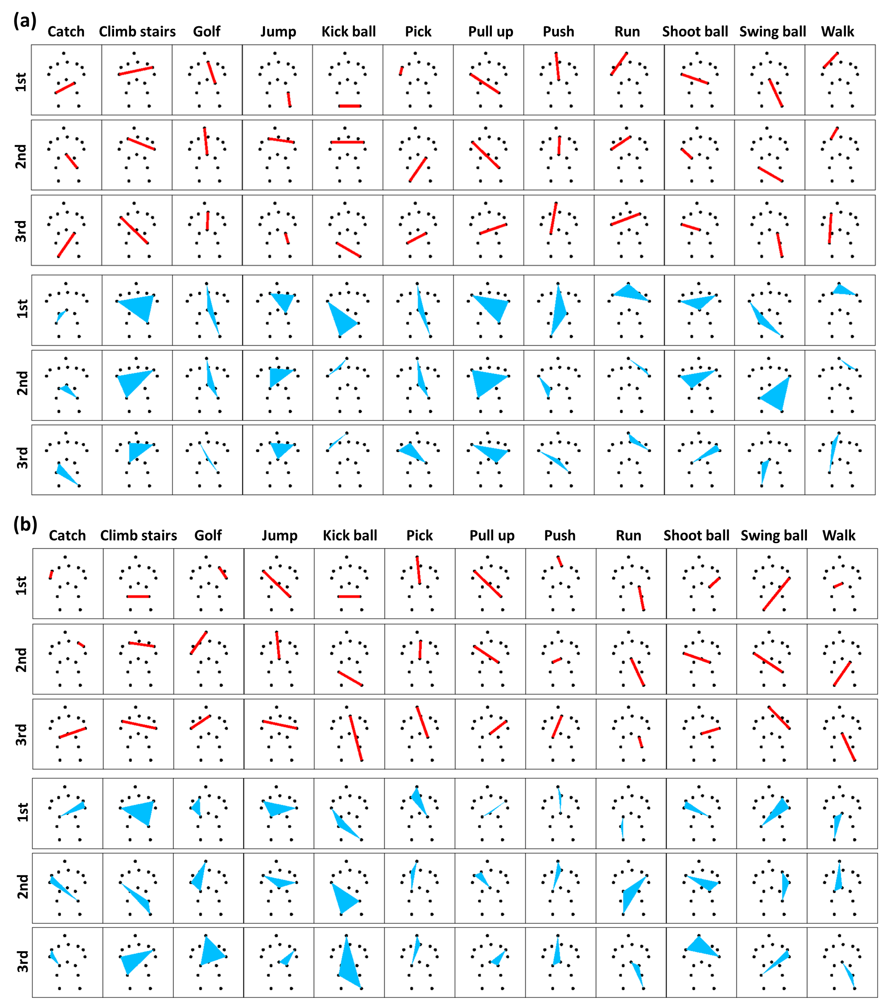 (a)
Catch Climb stairs Golf Jump Kick ball Pick Pull up Push Run Shoot ball Swing ball Walk
1st
2nd
3rd
1st
2nd
3rd
(b)
Catch Climb stairs Golf Jump Kick ball Pick Pull up Push Run Shoot ball Swing ball Walk
1st
2nd
3rd
1st
2nd
3rd